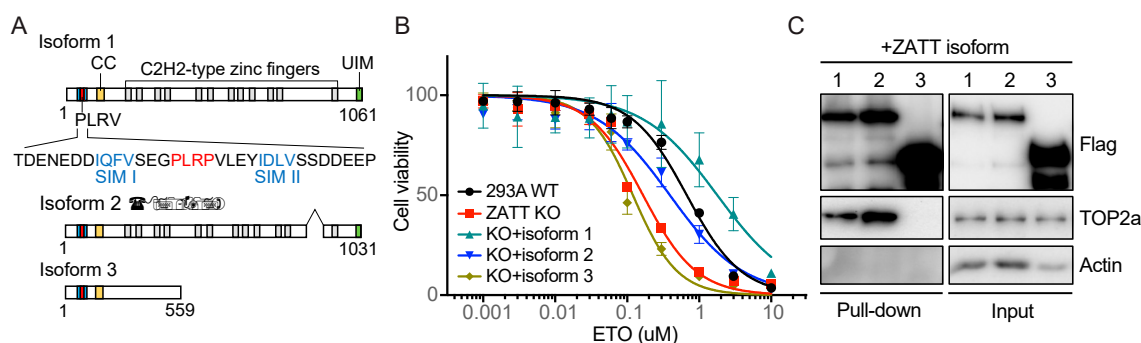 A
Isoform 1
CC
C2H2-type zinc fingers
UIM
1
1061
PLRV
TDENEDDIQFVSEGPLRPVLEYIDLVSSDDEEP
SIM I
SIM II
Isoform 2
1
1031
Isoform 3
1
559
B
Cell viability
100
50
0
293A WT
ZATT KO
KO+isoform 1
KO+isoform 2
KO+isoform 3
0.001
0.01
0.1
1
10
ETO (uM)
C
+ZATT isoform
1 2 3
1 2 3
Flag
TOP2a
Actin
Pull-down
Input